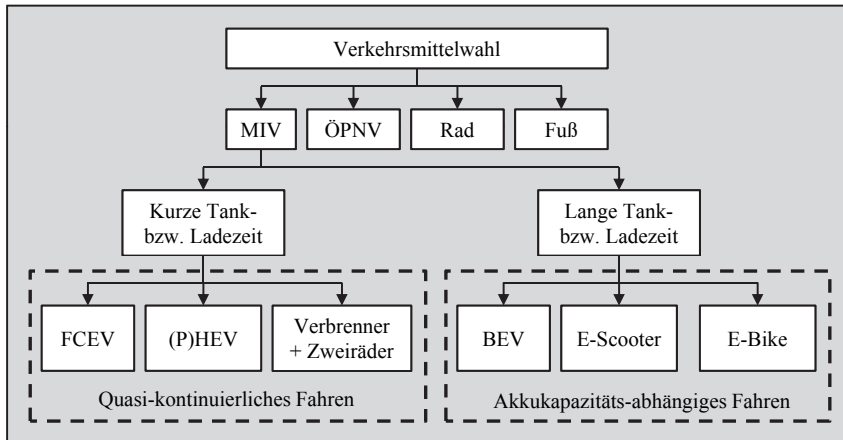 Verkehrsmittelwahl
MIV
ÖPNV
Rad
Fuß
Kurze Tank-
bzw. Ladezeit
Lange Tank-
bzw. Ladezeit
FCEV
(P)HEV
Verbrenner
+ Zweiräder
BEV
E-Scooter
E-Bike
Quasi-kontinuierliches Fahren
Akkukapazitäts-abhängiges Fahren